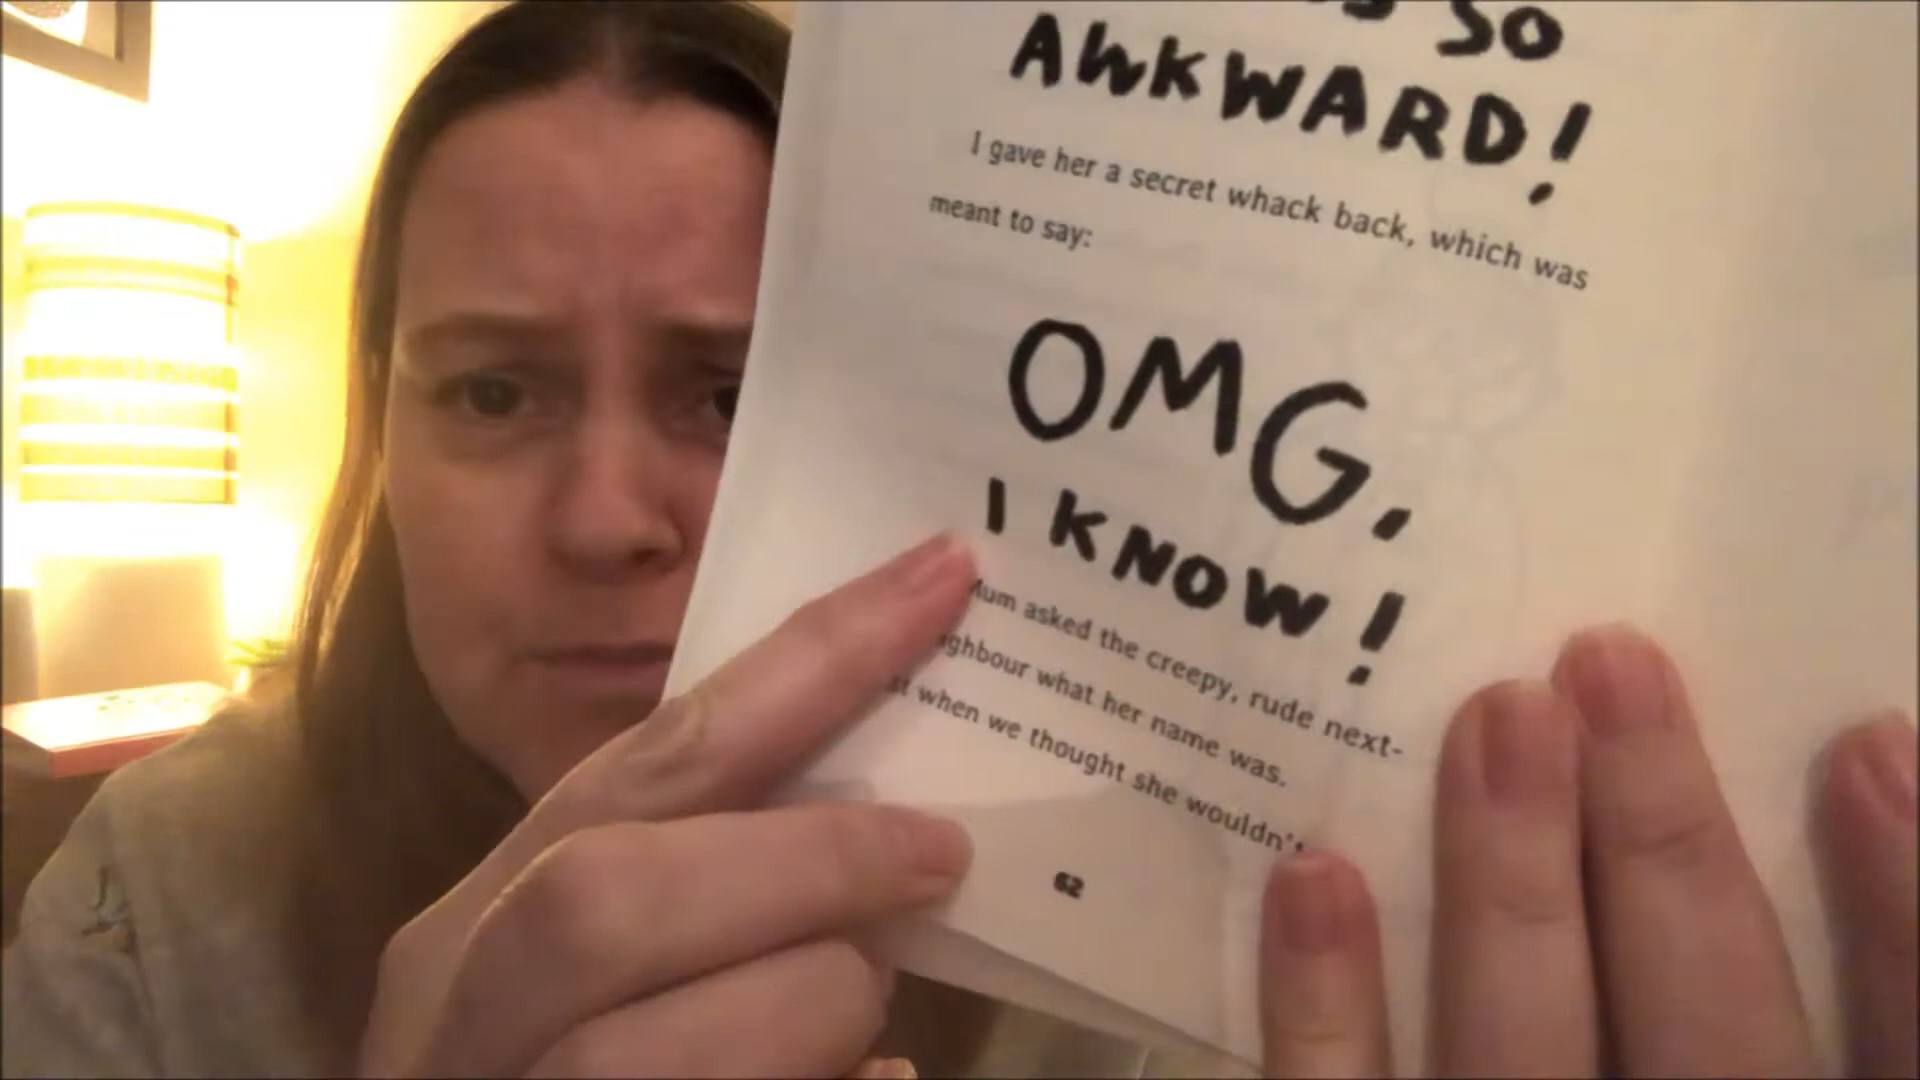 SO
AWKWARD!
I gave her a secret whack back, which was
meant to say:
OMG,
I KNOW!
Mum asked the creepy, rude next-
when we thought she wouldn't
what her name was.
62